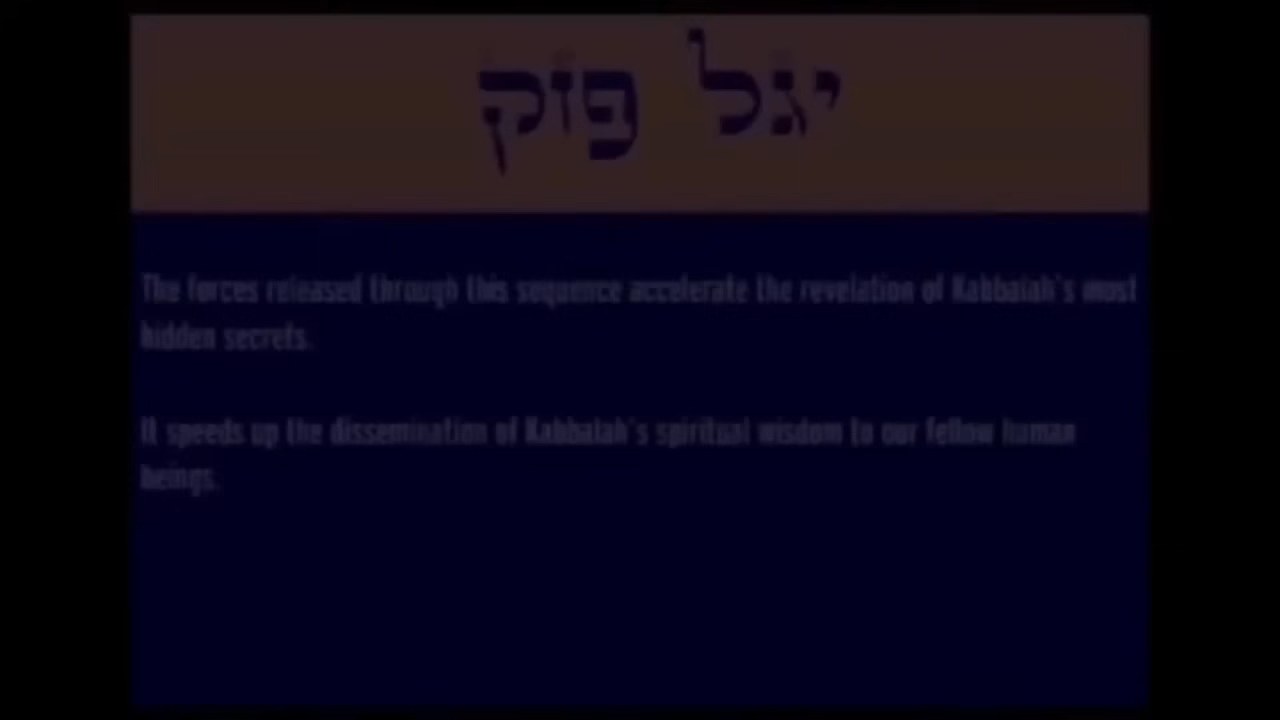 יגל פזק
The forces released through this sequence accelerate the revelation of Kabbalah's most
hidden secrets.
It speeds up the dissemination of Kabbalah's spiritual wisdom to our fellow human
beings.